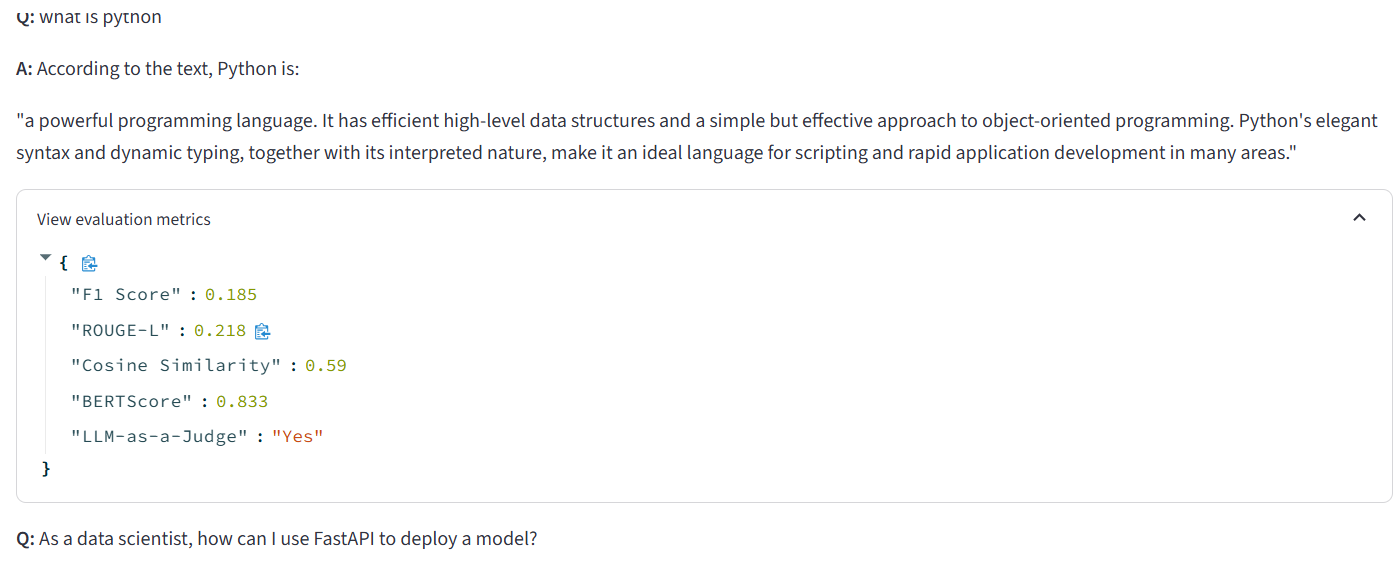 Q: what is python
A: According to the text, Python is:
"a powerful programming language. It has efficient high-level data structures and a simple but effective approach to object-oriented programming. Python's elegant
syntax and dynamic typing, together with its interpreted nature, make it an ideal language for scripting and rapid application development in many areas."
View evaluation metrics
{
"F1 Score" : 0.185
"ROUGE-L" : 0.218
"Cosine Similarity" : 0.59
"BERTScore" : 0.833
"LLM-as-a-Judge" : "Yes"
}
Q: As a data scientist, how can I use FastAPI to deploy a model?